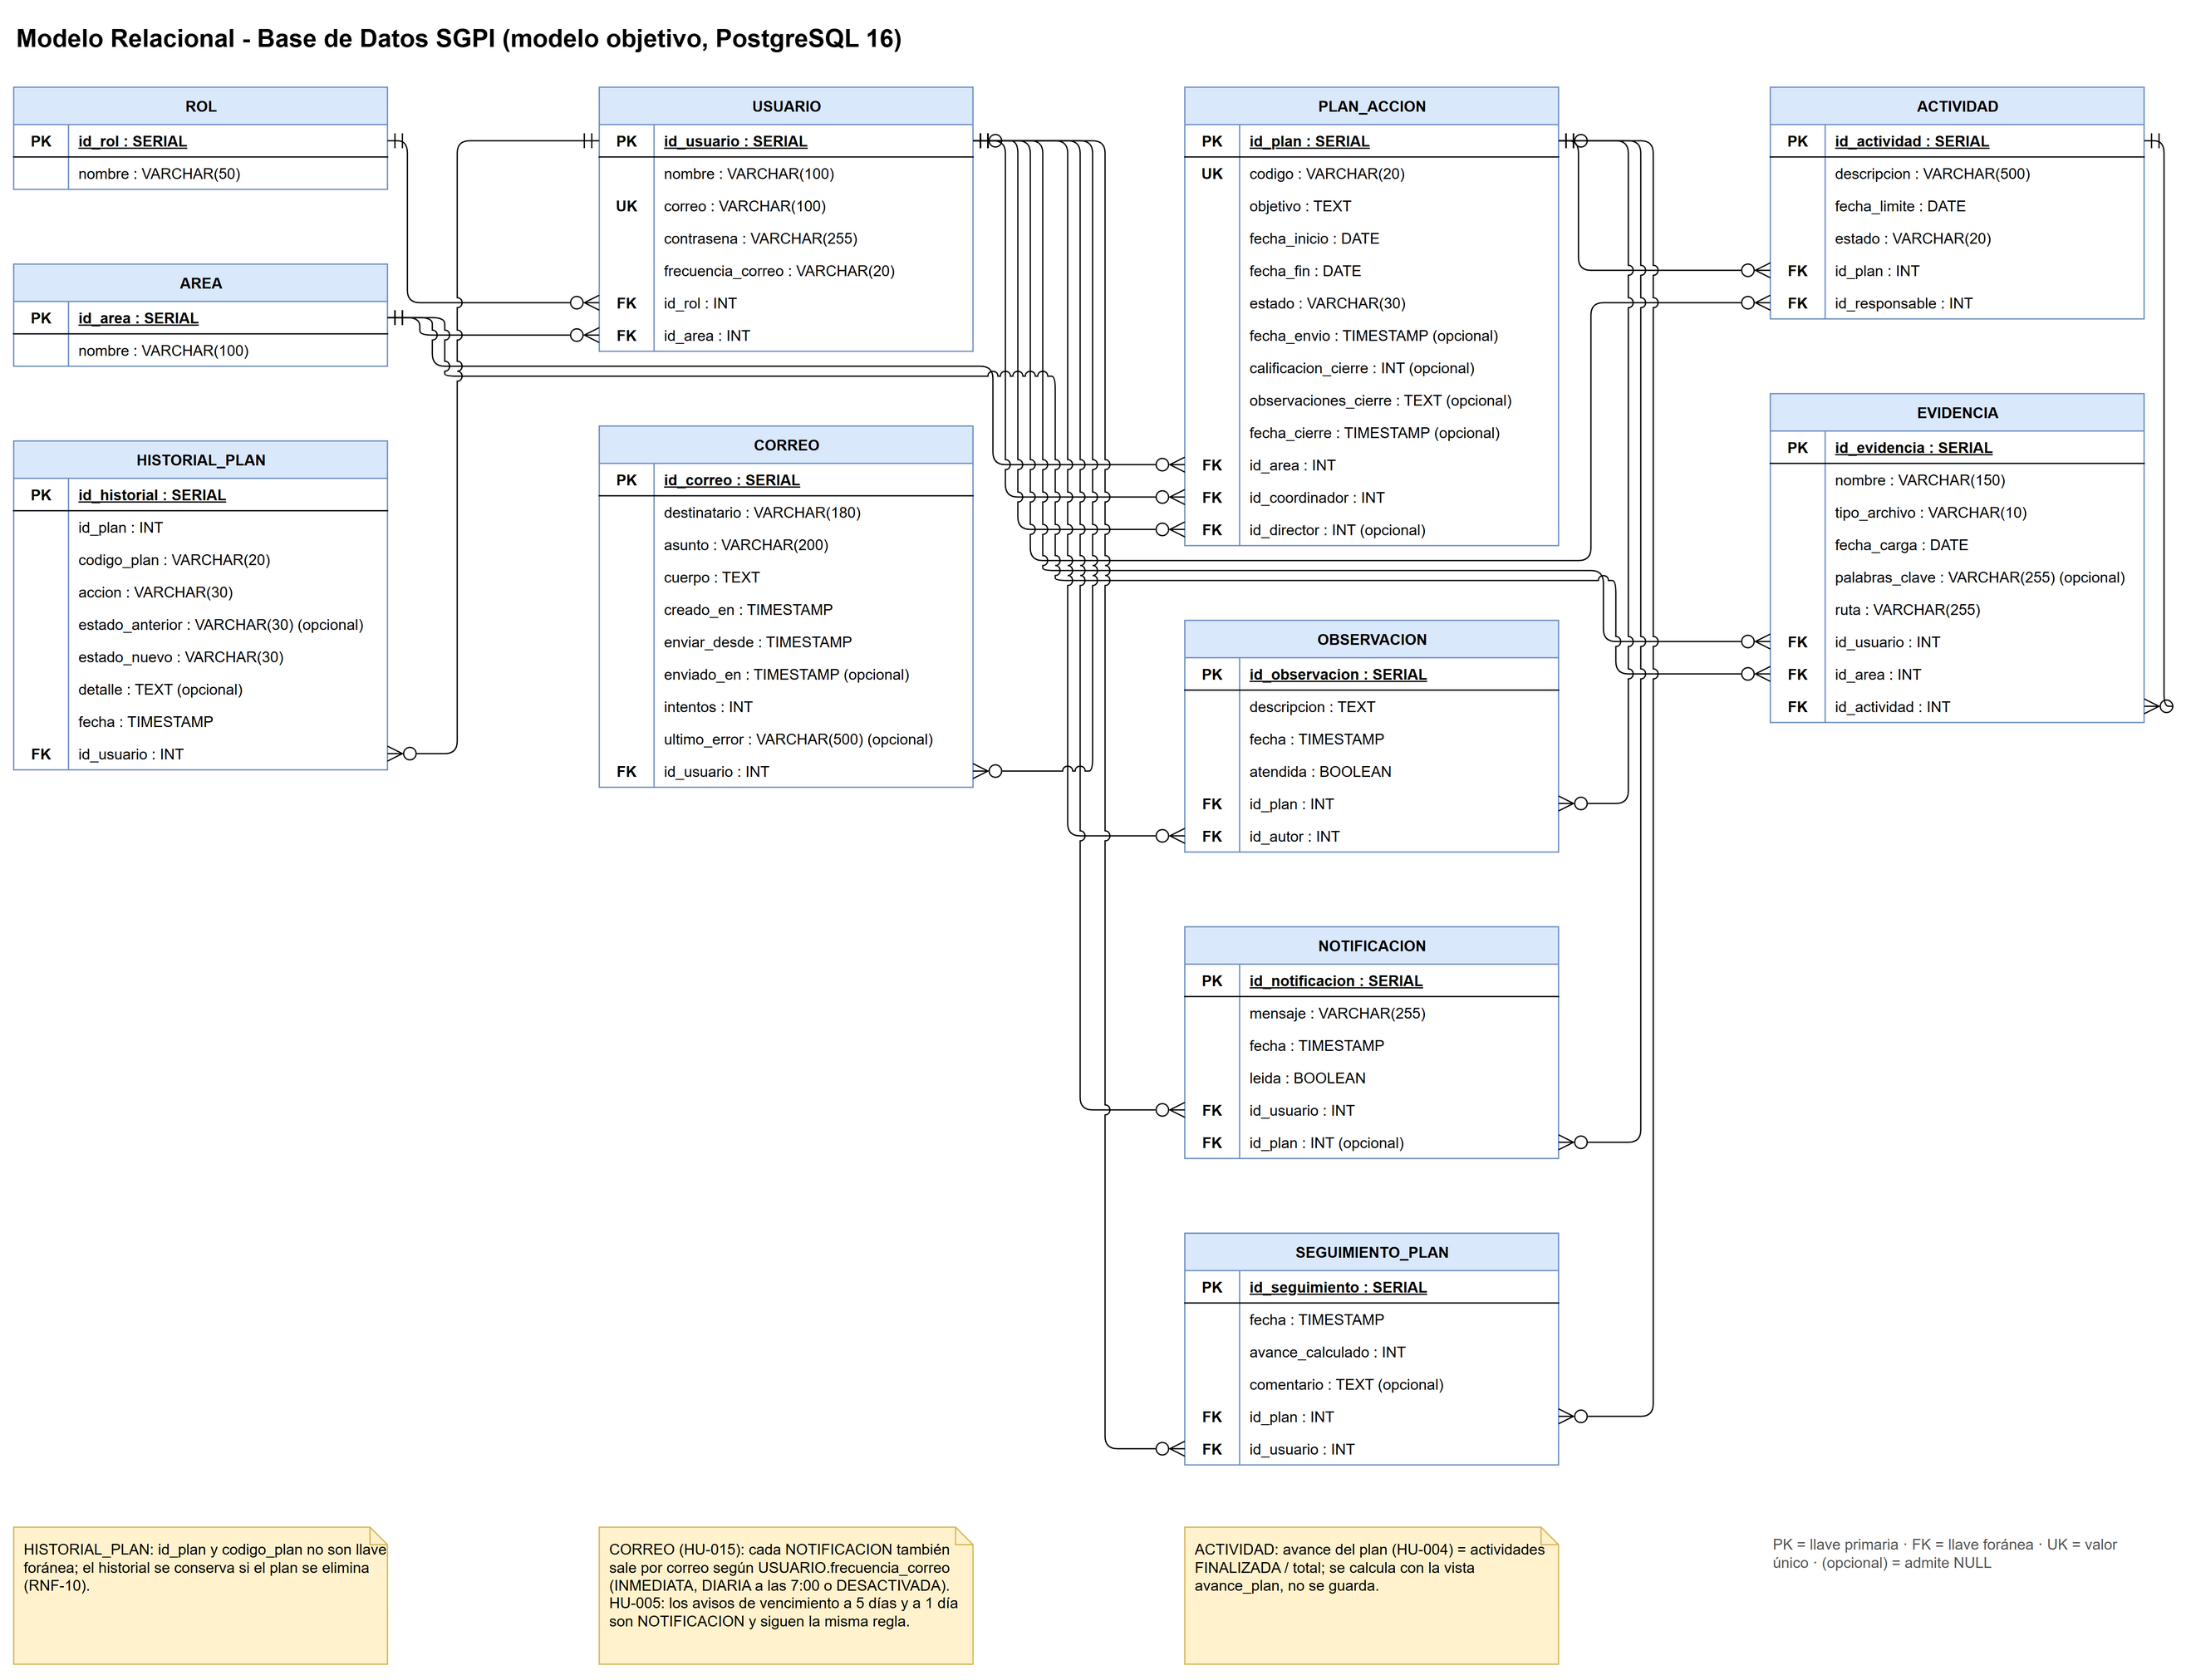 Modelo Relacional - Base de Datos SGPI (modelo objetivo, PostgreSQL 16)
ROL
PK id_rol : SERIAL
nombre : VARCHAR(50)
AREA
PK id_area : SERIAL
nombre : VARCHAR(100)
HISTORIAL_PLAN
PK id_historial : SERIAL
id_plan : INT
codigo_plan : VARCHAR(20)
accion : VARCHAR(30)
estado_anterior : VARCHAR(30) (opcional)
estado_nuevo : VARCHAR(30)
detalle : TEXT (opcional)
fecha : TIMESTAMP
FK id_usuario : INT
USUARIO
PK id_usuario : SERIAL
nombre : VARCHAR(100)
UK correo : VARCHAR(100)
contrasena : VARCHAR(255)
frecuencia_correo : VARCHAR(20)
FK id_rol : INT
FK id_area : INT
CORREO
PK id_correo : SERIAL
destinatario : VARCHAR(180)
asunto : VARCHAR(200)
cuerpo : TEXT
creado_en : TIMESTAMP
enviar_desde : TIMESTAMP
enviado_en : TIMESTAMP (opcional)
intentos : INT
ultimo_error : VARCHAR(500) (opcional)
FK id_usuario : INT
PLAN_ACCION
PK id_plan : SERIAL
UK codigo : VARCHAR(20)
objetivo : TEXT
fecha_inicio : DATE
fecha_fin : DATE
estado : VARCHAR(30)
fecha_envio : TIMESTAMP (opcional)
calificacion_cierre : INT (opcional)
observaciones_cierre : TEXT (opcional)
fecha_cierre : TIMESTAMP (opcional)
FK id_area : INT
FK id_coordinador : INT
FK id_director : INT (opcional)
OBSERVACION
PK id_observacion : SERIAL
descripcion : TEXT
fecha : TIMESTAMP
atendida : BOOLEAN
FK id_plan : INT
FK id_autor : INT
NOTIFICACION
PK id_notificacion : SERIAL
mensaje : VARCHAR(255)
fecha : TIMESTAMP
leida : BOOLEAN
FK id_usuario : INT
FK id_plan : INT (opcional)
SEGUIMIENTO_PLAN
PK id_seguimiento : SERIAL
fecha : TIMESTAMP
avance_calculado : INT
comentario : TEXT (opcional)
FK id_plan : INT
FK id_usuario : INT
ACTIVIDAD
PK id_actividad : SERIAL
descripcion : VARCHAR(500)
fecha_limite : DATE
estado : VARCHAR(20)
FK id_plan : INT
FK id_responsable : INT
EVIDENCIA
PK id_evidencia : SERIAL
nombre : VARCHAR(150)
tipo_archivo : VARCHAR(10)
fecha_carga : DATE
palabras_clave : VARCHAR(255) (opcional)
ruta : VARCHAR(255)
FK id_usuario : INT
FK id_area : INT
FK id_actividad : INT
HISTORIAL_PLAN: id_plan y codigo_plan no son llave
foránea; el historial se conserva si el plan se elimina
(RNF-10).
CORREO (HU-015): cada NOTIFICACION también
sale por correo según USUARIO.frecuencia_correo
(INMEDIATA, DIARIA a las 7:00 o DESACTIVADA).
HU-005: los avisos de vencimiento a 5 días y a 1 día
son NOTIFICACION y siguen la misma regla.
ACTIVIDAD: avance del plan (HU-004) = actividades
FINALIZADA / total; se calcula con la vista
avance_plan, no se guarda.
PK = llave primaria · FK = llave foránea · UK = valor
único · (opcional) = admite NULL